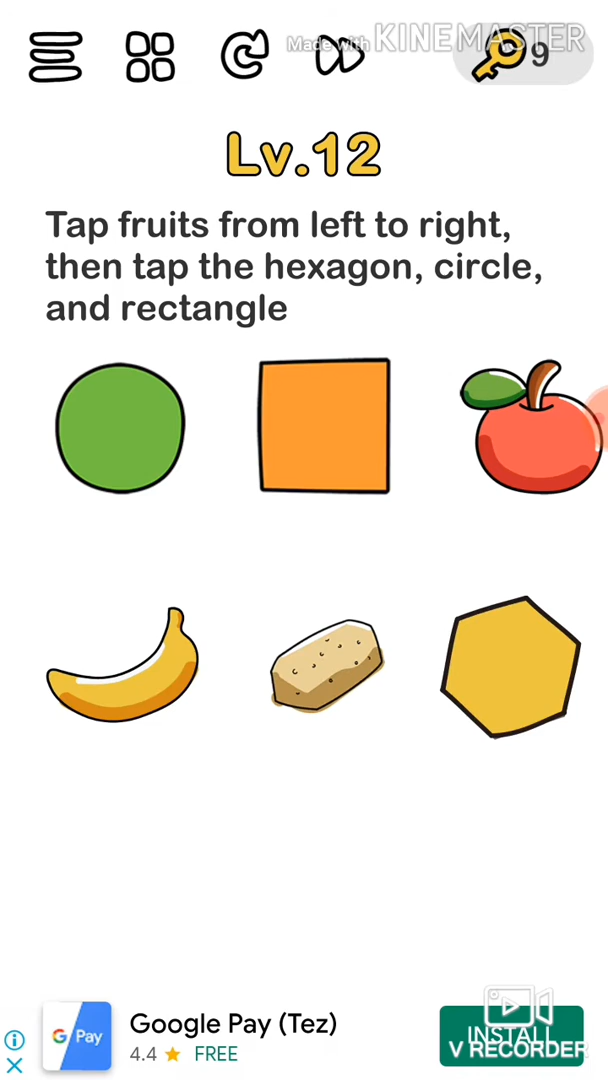 Made with KINEMASTER
9
Lv.12
Tap fruits from left to right,
then tap the hexagon, circle,
and rectangle
G Pay
Google Pay (Tez)
4.4 ★ FREE
INSTALL
V RECORDER